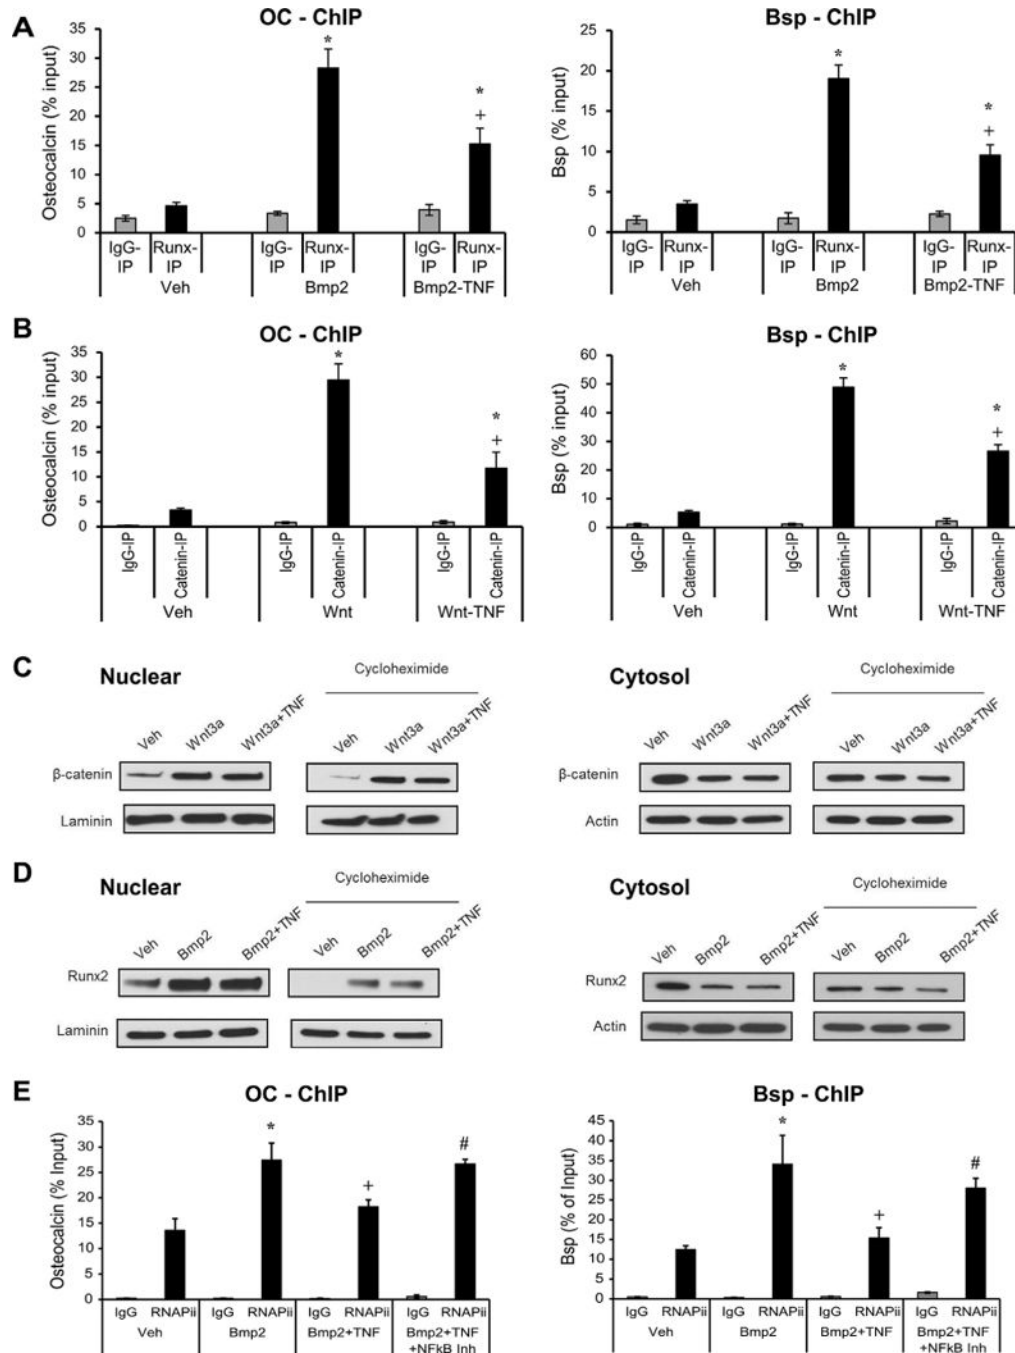 A
OC - ChIP
Osteocalcin (% input)
35
30
25
20
15
10
5
0
*
*
+
IgG-IP Runx-IP IgG-IP Runx-IP IgG-IP Runx-IP
Veh Bmp2 Bmp2-TNF
Bsp - ChIP
Bsp (% input)
25
20
15
10
5
0
*
*
+
IgG-IP Runx-IP IgG-IP Runx-IP IgG-IP Runx-IP
Veh Bmp2 Bmp2-TNF
B
OC - ChIP
Osteocalcin (% input)
35
30
25
20
15
10
5
0
*
*
+
IgG-IP Catenin-IP IgG-IP Catenin-IP IgG-IP Catenin-IP
Veh Wnt Wnt-TNF
Bsp - ChIP
Bsp (% input)
60
50
40
30
20
10
0
*
*
+
IgG-IP Catenin-IP IgG-IP Catenin-IP IgG-IP Catenin-IP
Veh Wnt Wnt-TNF
C
Nuclear
Cycloheximide
Veh Wnt3a Wnt3a+TNF Veh Wnt3a Wnt3a+TNF
β-catenin
Laminin
Cytosol
Cycloheximide
Veh Wnt3a Wnt3a+TNF Veh Wnt3a Wnt3a+TNF
β-catenin
Actin
D
Nuclear
Cycloheximide
Veh Bmp2 Bmp2+TNF Veh Bmp2 Bmp2+TNF
Runx2
Laminin
Cytosol
Cycloheximide
Veh Bmp2 Bmp2+TNF Veh Bmp2 Bmp2+TNF
Runx2
Actin
E
OC - ChIP
Osteocalcin (% Input)
35
30
25
20
15
10
5
0
*
+
#
IgG RNAPii IgG RNAPii IgG RNAPii IgG RNAPii
Veh Bmp2 Bmp2+TNF Bmp2+TNF
+NFkB Inh
Bsp - ChIP
Bsp (% of Input)
45
40
35
30
25
20
15
10
5
0
*
+
#
IgG RNAPii IgG RNAPii IgG RNAPii IgG RNAPii
Veh Bmp2 Bmp2+TNF Bmp2+TNF
+NFkB Inh